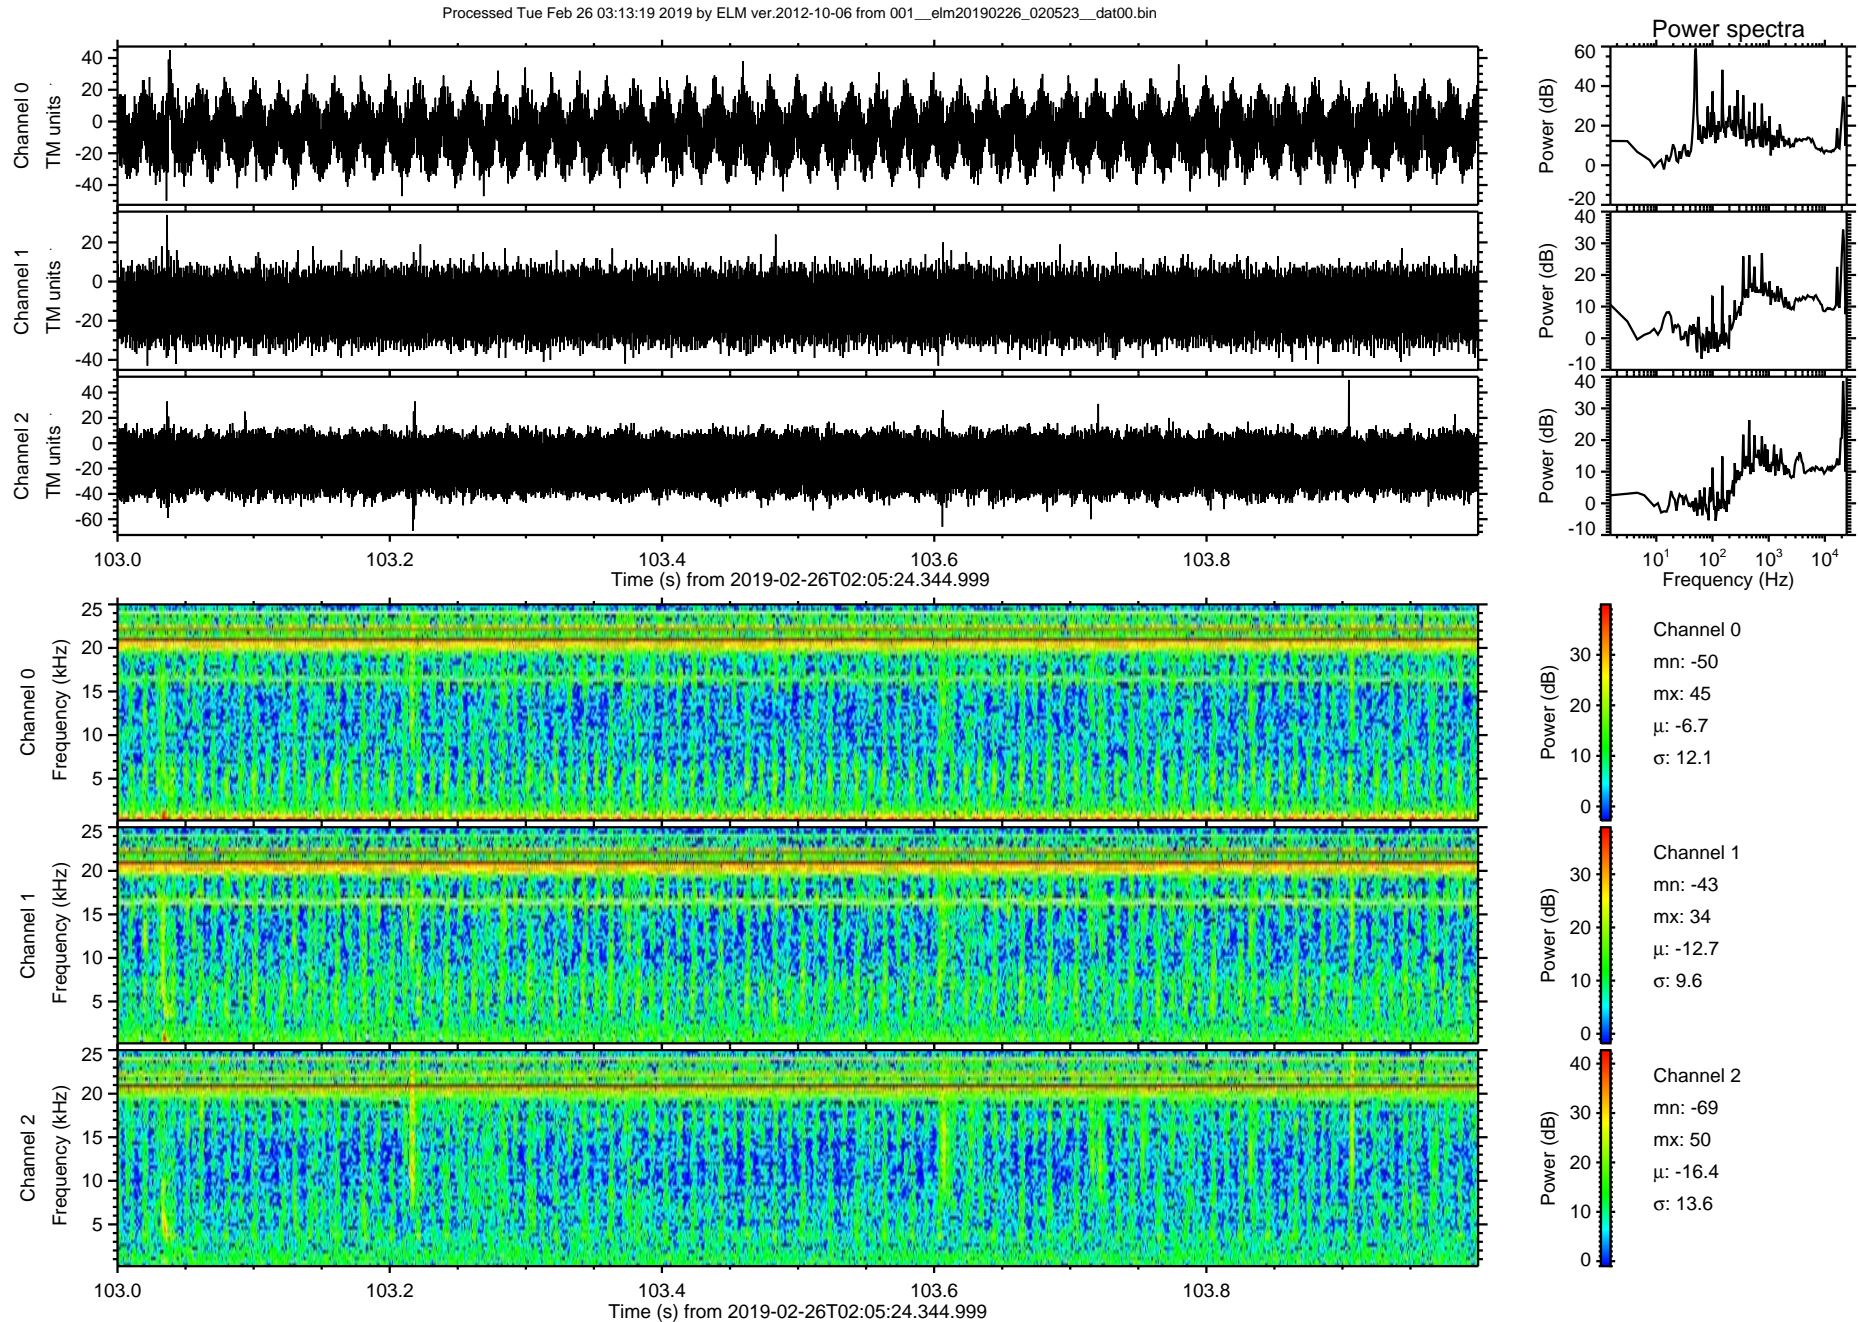 Processed Tue Feb 26 03:13:19 2019 by ELM ver.2012-10-06 from 001__elm20190226_020523__dat00.bin
Power spectra
Channel 0
TM units
40
20
0
-20
-40
Power (dB)
60
40
20
0
-20
Channel 1
TM units
20
0
-20
-40
Power (dB)
40
30
20
10
0
-10
Channel 2
TM units
40
20
0
-20
-40
-60
Power (dB)
40
30
20
10
0
-10
103.0 103.2 103.4 103.6 103.8
Time (s) from 2019-02-26T02:05:24.344.999
10^1 10^2 10^3 10^4
Frequency (Hz)
Channel 0
Frequency (kHz)
25
20
15
10
5
Power (dB)
30
20
10
0
Channel 0
mn: -50
mx: 45
μ: -6.7
σ: 12.1
Channel 1
Frequency (kHz)
25
20
15
10
5
Power (dB)
30
20
10
0
Channel 1
mn: -43
mx: 34
μ: -12.7
σ: 9.6
Channel 2
Frequency (kHz)
25
20
15
10
5
Power (dB)
40
30
20
10
0
Channel 2
mn: -69
mx: 50
μ: -16.4
σ: 13.6
103.0 103.2 103.4 103.6 103.8
Time (s) from 2019-02-26T02:05:24.344.999